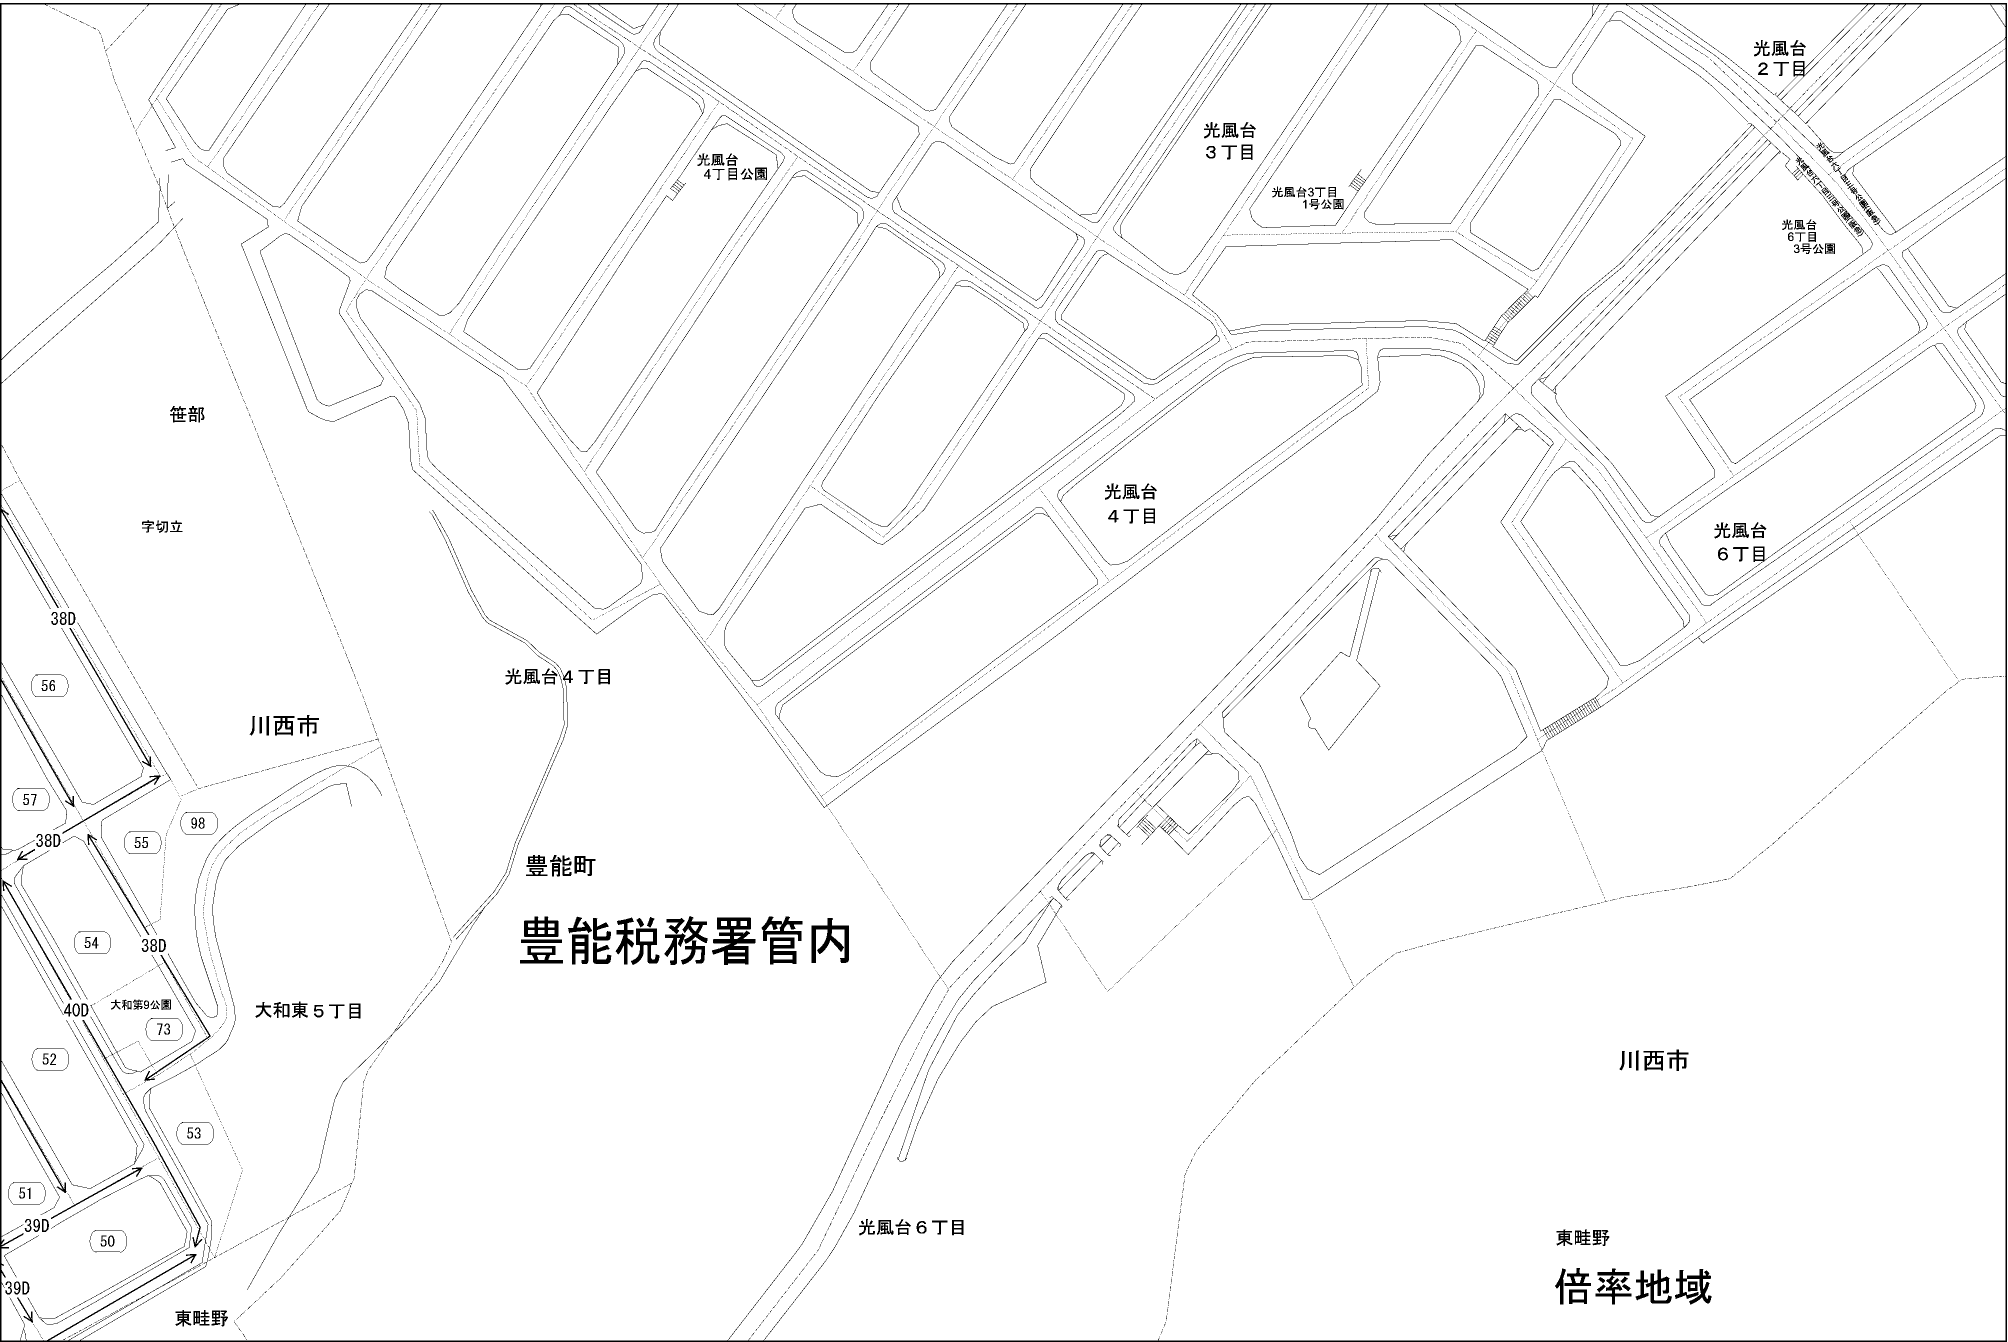 光風台
２丁目
光風台
３丁目
光風台
4丁目公園
光風台3丁目
1号公園
光風台
6丁目
3号公園
笹部
字切立
光風台
４丁目
光風台
６丁目
38D
56
光風台４丁目
川西市
57
98
38D
55
豊能町
豊能税務署管内
54
38D
大和第9公園
40D
73
大和東５丁目
52
川西市
53
51
39D
50
光風台６丁目
東畦野
39D
倍率地域
東畦野